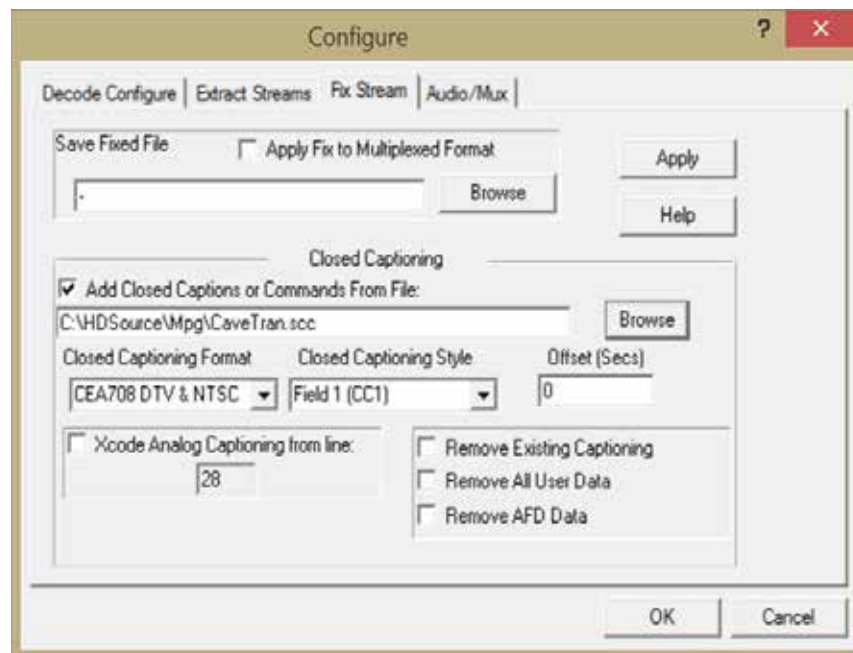 Configure ?
Decode Configure Extract Streams Fix Stream Audio/Mux
Save Fixed File Apply Fix to Multiplexed Format
Apply
.
Browse
Help
Closed Captioning
Add Closed Captions or Commands From File:
C:\HDSource\Mpg\CaveTran.scc
Browse
Closed Captioning Format Closed Captioning Style Offset (Secs)
CEA708 DTV & NTSC Field 1 (CC1) 0
Xcode Analog Captioning from line:
28
Remove Existing Captioning
Remove All User Data
Remove AFD Data
OK Cancel